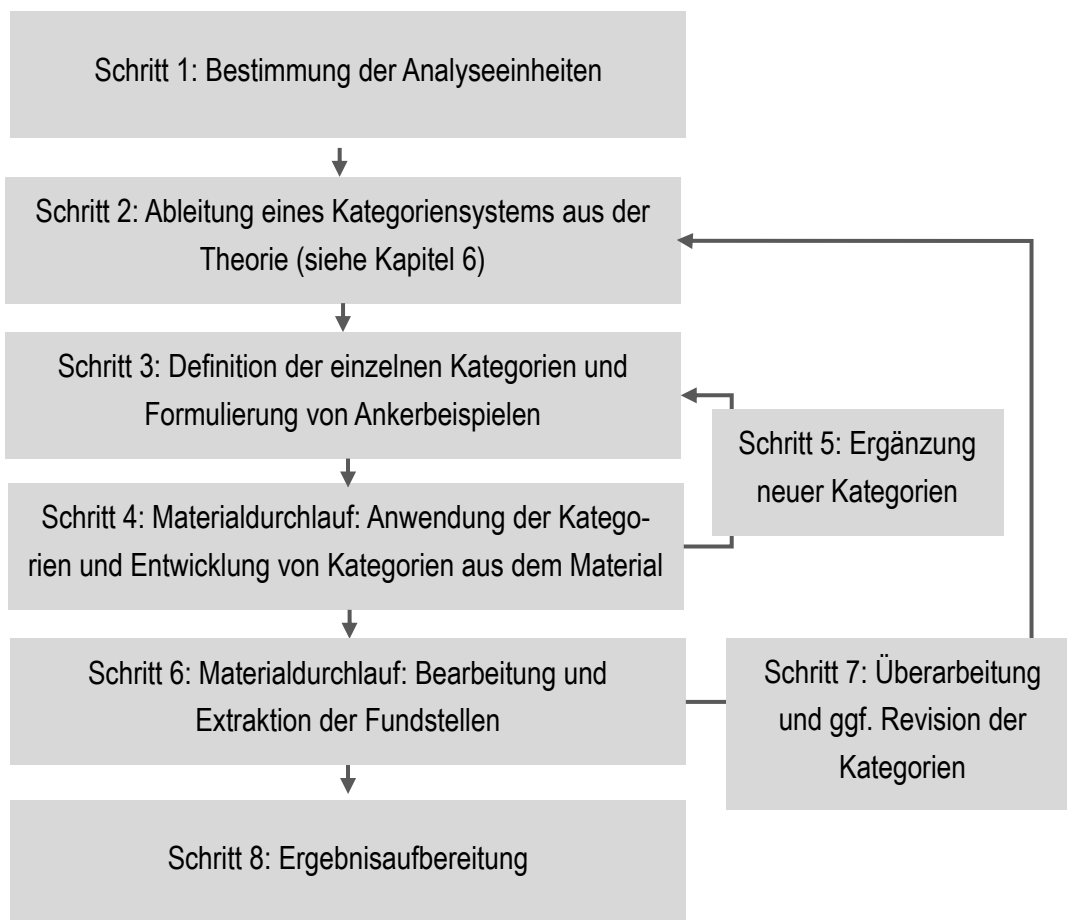 Schritt 1: Bestimmung der Analyseeinheiten
Schritt 2: Ableitung eines Kategoriensystems aus der
Theorie (siehe Kapitel 6)
Schritt 3: Definition der einzelnen Kategorien und
Formulierung von Ankerbeispielen
Schritt 4: Materialdurchlauf: Anwendung der Katego-
rien und Entwicklung von Kategorien aus dem Material
Schritt 5: Ergänzung
neuer Kategorien
Schritt 6: Materialdurchlauf: Bearbeitung und
Extraktion der Fundstellen
Schritt 7: Überarbeitung
und ggf. Revision der
Kategorien
Schritt 8: Ergebnisaufbereitung